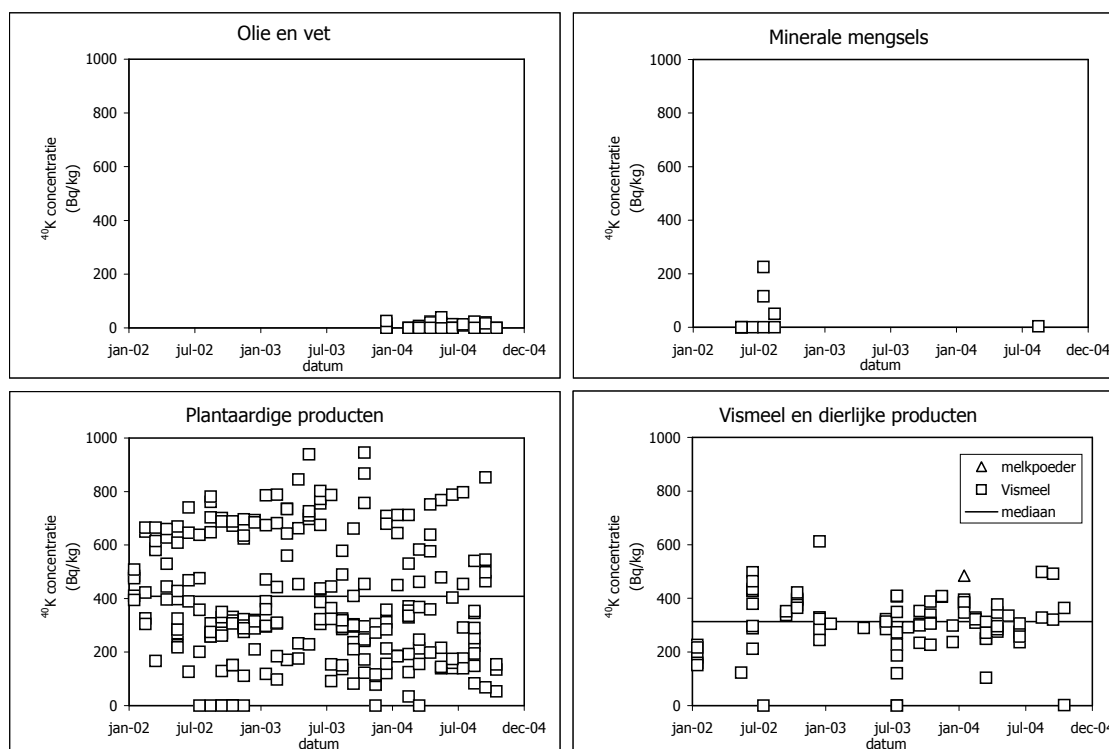 Olie en vet
1000
800
600
400
200
0
⁴⁰K concentratie
(Bq/kg)
jan-02 jul-02 jan-03 jul-03 jan-04 jul-04 dec-04
datum
Minerale mengsels
1000
800
600
400
200
0
⁴⁰K concentratie
(Bq/kg)
jan-02 jul-02 jan-03 jul-03 jan-04 jul-04 dec-04
datum
Plantaardige producten
1000
800
600
400
200
0
⁴⁰K concentratie
(Bq/kg)
jan-02 jul-02 jan-03 jul-03 jan-04 jul-04 dec-04
datum
Vismeel en dierlijke producten
1000
800
600
400
200
0
⁴⁰K concentratie
(Bq/kg)
melkpoeder
Vismeel
mediaan
jan-02 jul-02 jan-03 jul-03 jan-04 jul-04 dec-04
datum